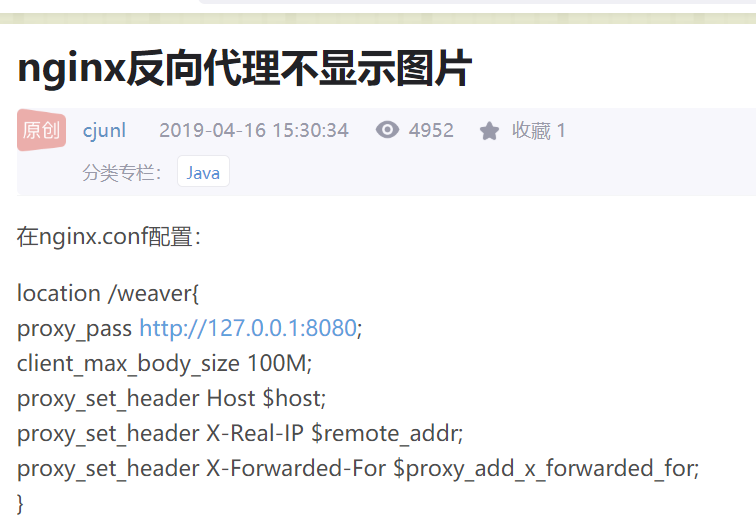 nginx反向代理不显示图片
原创 cjunl 2019-04-16 15:30:34 4952 收藏 1
分类专栏： Java
在nginx.conf配置：
location /weaver{
proxy_pass http://127.0.0.1:8080;
client_max_body_size 100M;
proxy_set_header Host $host;
proxy_set_header X-Real-IP $remote_addr;
proxy_set_header X-Forwarded-For $proxy_add_x_forwarded_for;
}